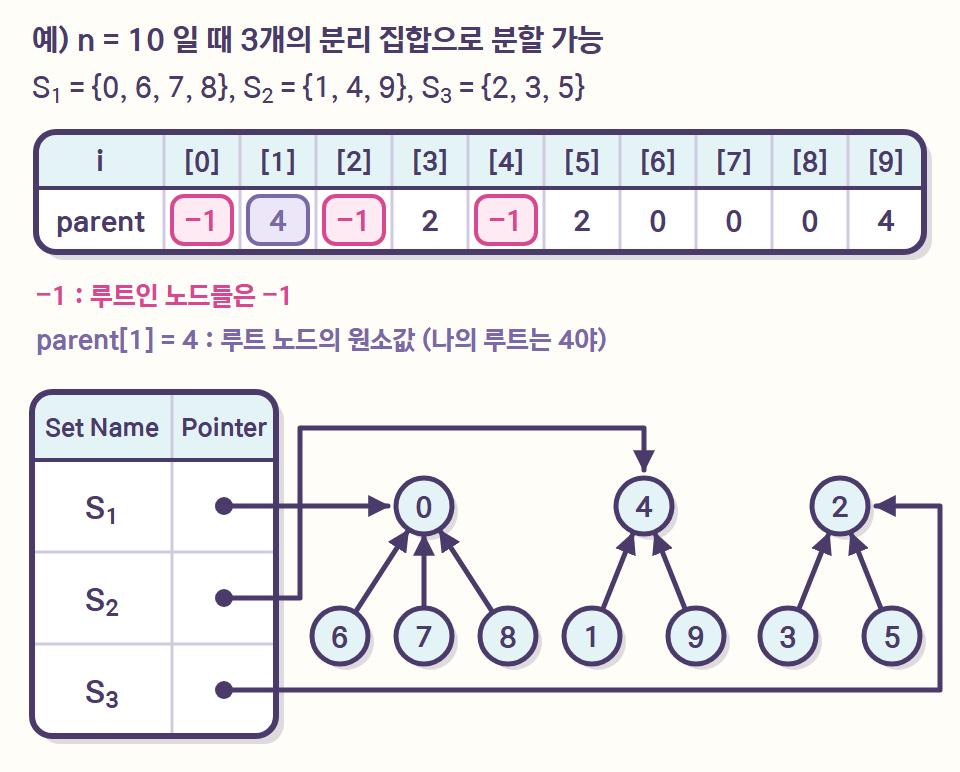 예) n = 10 일 때 3개의 분리 집합으로 분할 가능
S₁ = {0, 6, 7, 8}, S₂ = {1, 4, 9}, S₃ = {2, 3, 5}
i [0] [1] [2] [3] [4] [5] [6] [7] [8] [9]
parent −1 4 −1 2 −1 2 0 0 0 4
−1 : 루트인 노드들은 −1
parent[1] = 4 : 루트 노드의 원소값 (나의 루트는 4야)
Set Name Pointer
S₁
S₂
S₃
0 4 2
6 7 8 1 9 3 5